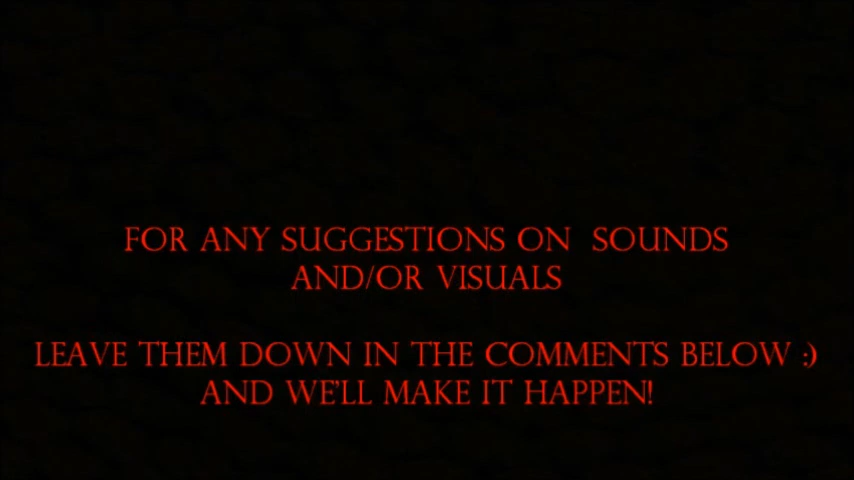 FOR ANY SUGGESTIONS ON SOUNDS
AND/OR VISUALS
LEAVE THEM DOWN IN THE COMMENTS BELOW :)
AND WE'LL MAKE IT HAPPEN!